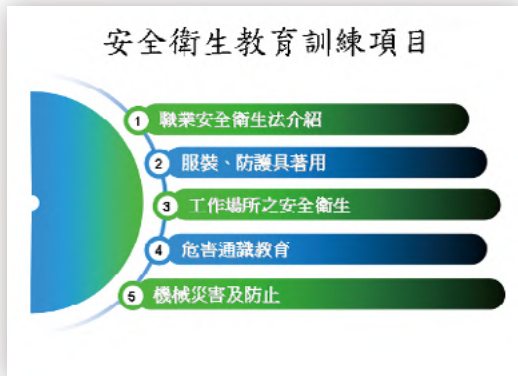 安全衛生教育訓練項目
1 職業安全衛生法介紹
2 服裝、防護具著用
3 工作場所之安全衛生
4 危害通識教育
5 機械災害及防止